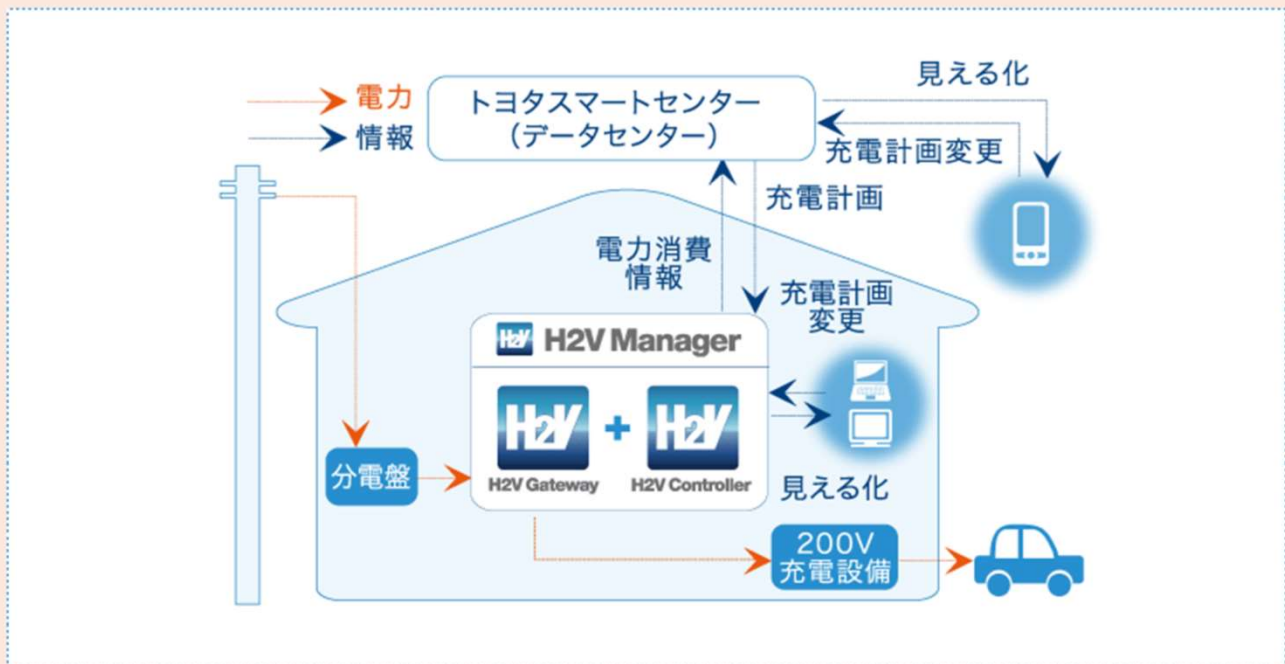 見える化
電力
情報
トヨタスマートセンター
（データセンター）
充電計画変更
充電計画
電力消費
情報
充電計画
変更
H2V H2V Manager
H2V + H2V
H2V Gateway
H2V Controller
分電盤
見える化
200V
充電設備